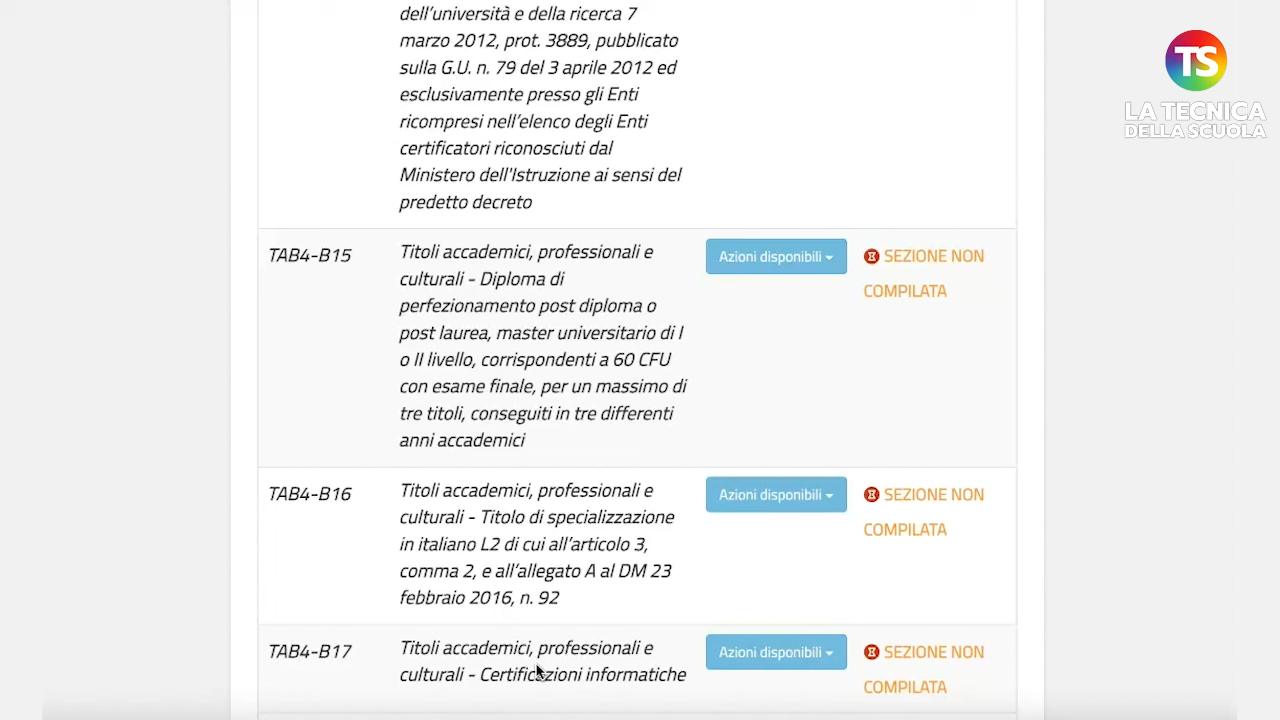 dell'università e della ricerca 7
marzo 2012, prot. 3889, pubblicato
sulla G.U. n. 79 del 3 aprile 2012 ed
esclusivamente presso gli Enti
ricompresi nell'elenco degli Enti
certificatori riconosciuti dal
Ministero dell'Istruzione ai sensi del
predetto decreto
TS
LA TECNICA
DELLA SCUOLA
TAB4-B15
Titoli accademici, professionali e
culturali - Diploma di
perfezionamento post diploma o
post laurea, master universitario di I
o II livello, corrispondenti a 60 CFU
con esame finale, per un massimo di
tre titoli, conseguiti in tre differenti
anni accademici
Azioni disponibili
SEZIONE NON
COMPILATA
TAB4-B16
Titoli accademici, professionali e
culturali - Titolo di specializzazione
in italiano L2 di cui all'articolo 3,
comma 2, e all'allegato A al DM 23
febbraio 2016, n. 92
Azioni disponibili
SEZIONE NON
COMPILATA
TAB4-B17
Titoli accademici, professionali e
culturali - Certificazioni informatiche
Azioni disponibili
SEZIONE NON
COMPILATA